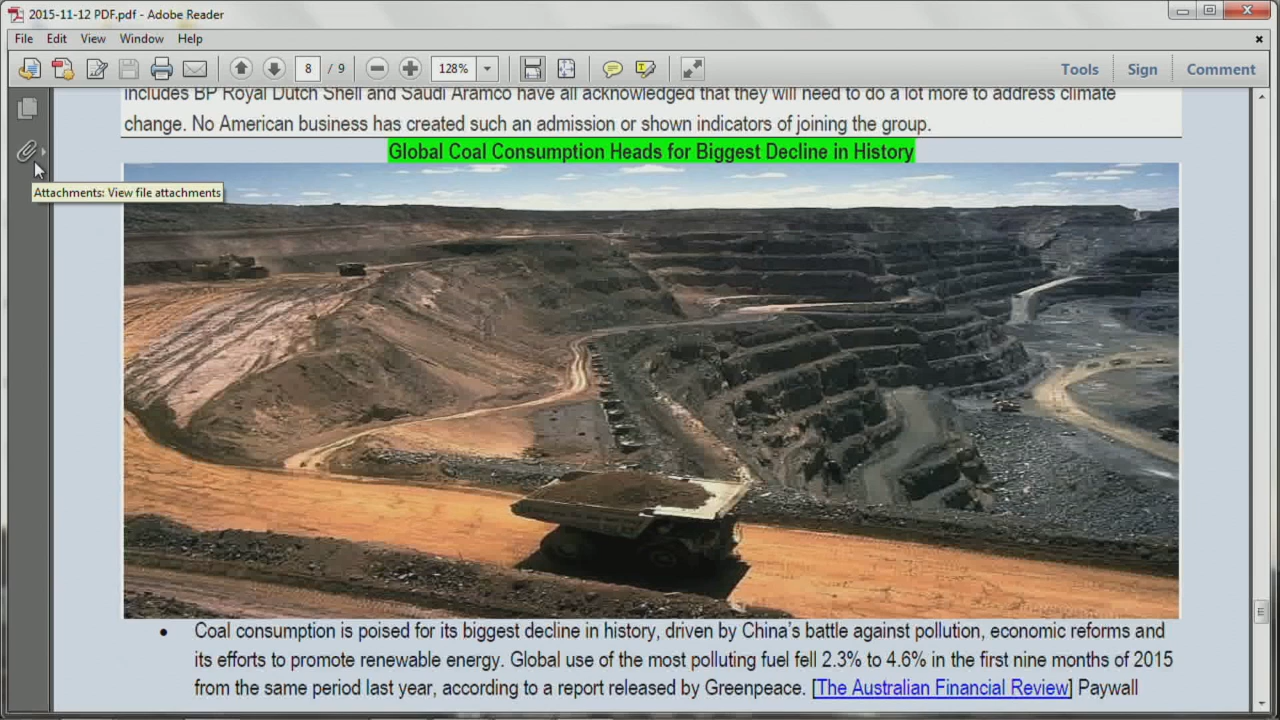 2015-11-12 PDF.pdf - Adobe Reader
File Edit View Window Help
8 / 9 128% Tools Sign Comment
includes BP Royal Dutch Shell and Saudi Aramco have all acknowledged that they will need to do a lot more to address climate
change. No American business has created such an admission or shown indicators of joining the group.
Global Coal Consumption Heads for Biggest Decline in History
Attachments: View file attachments
• Coal consumption is poised for its biggest decline in history, driven by China's battle against pollution, economic reforms and
its efforts to promote renewable energy. Global use of the most polluting fuel fell 2.3% to 4.6% in the first nine months of 2015
from the same period last year, according to a report released by Greenpeace. [The Australian Financial Review] Paywall